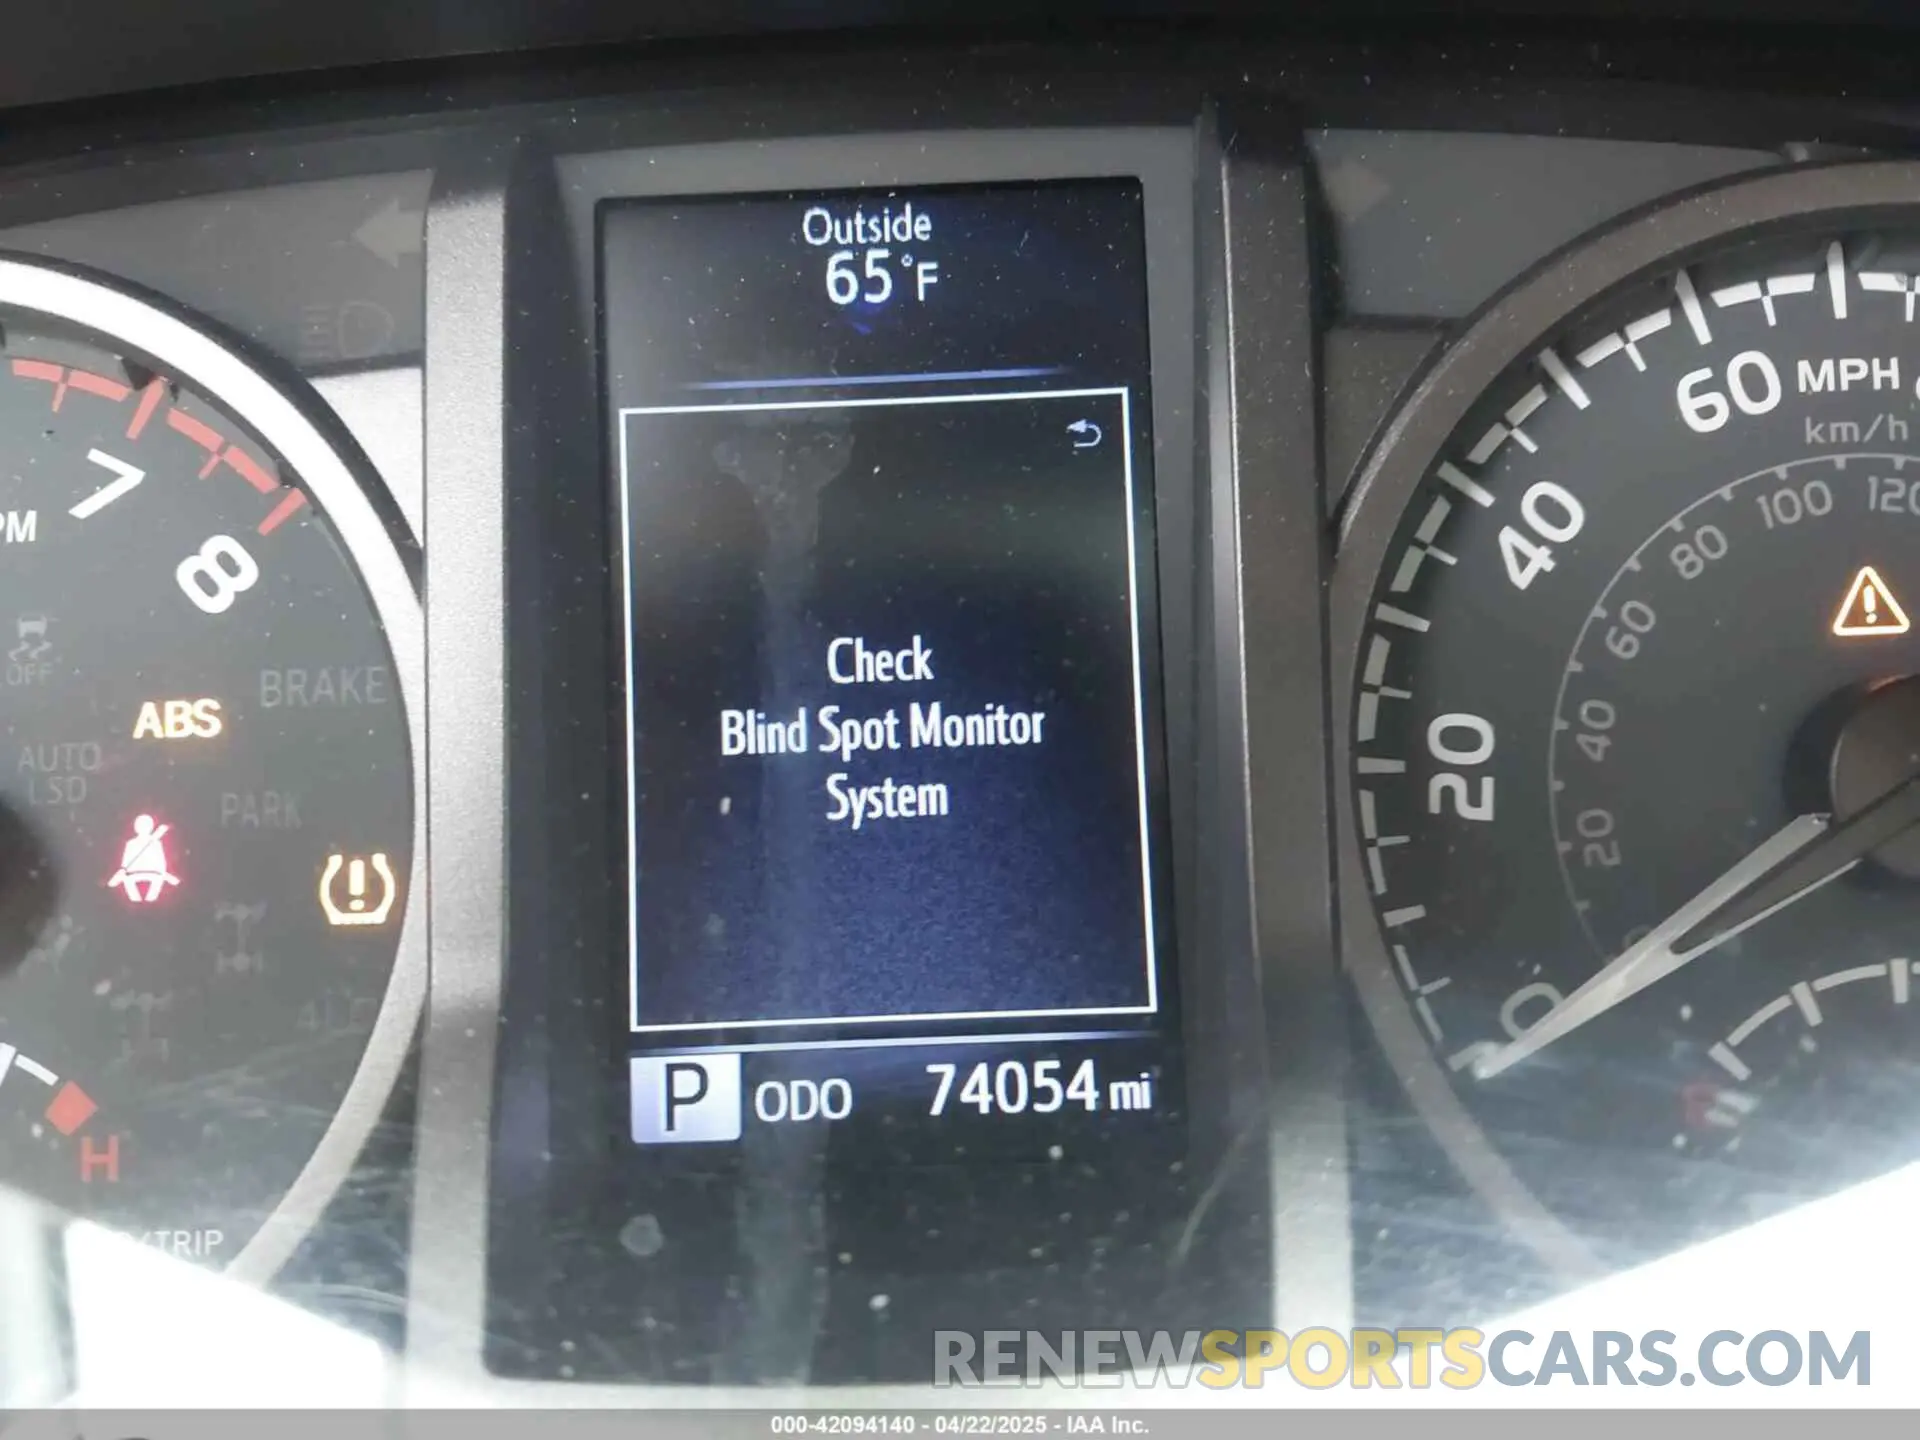 Outside
65°F
Check
Blind Spot Monitor
System
P ODO 74054 mi
7
8
OFF
BRAKE
ABS
AUTO
LSD
PARK
H
TRIP
60 MPH
km/h
40
20
0
120
100
80
60
40
20
RENEWSPORTSCARS.COM
000-42094140 - 04/22/2025 - IAA Inc.